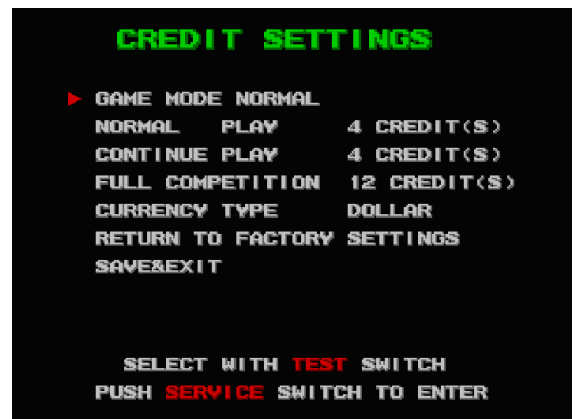 CREDIT SETTINGS
GAME MODE NORMAL
NORMAL PLAY 4 CREDIT(S)
CONTINUE PLAY 4 CREDIT(S)
FULL COMPETITION 12 CREDIT(S)
CURRENCY TYPE DOLLAR
RETURN TO FACTORY SETTINGS
SAVE&EXIT
SELECT WITH TEST SWITCH
PUSH SERVICE SWITCH TO ENTER